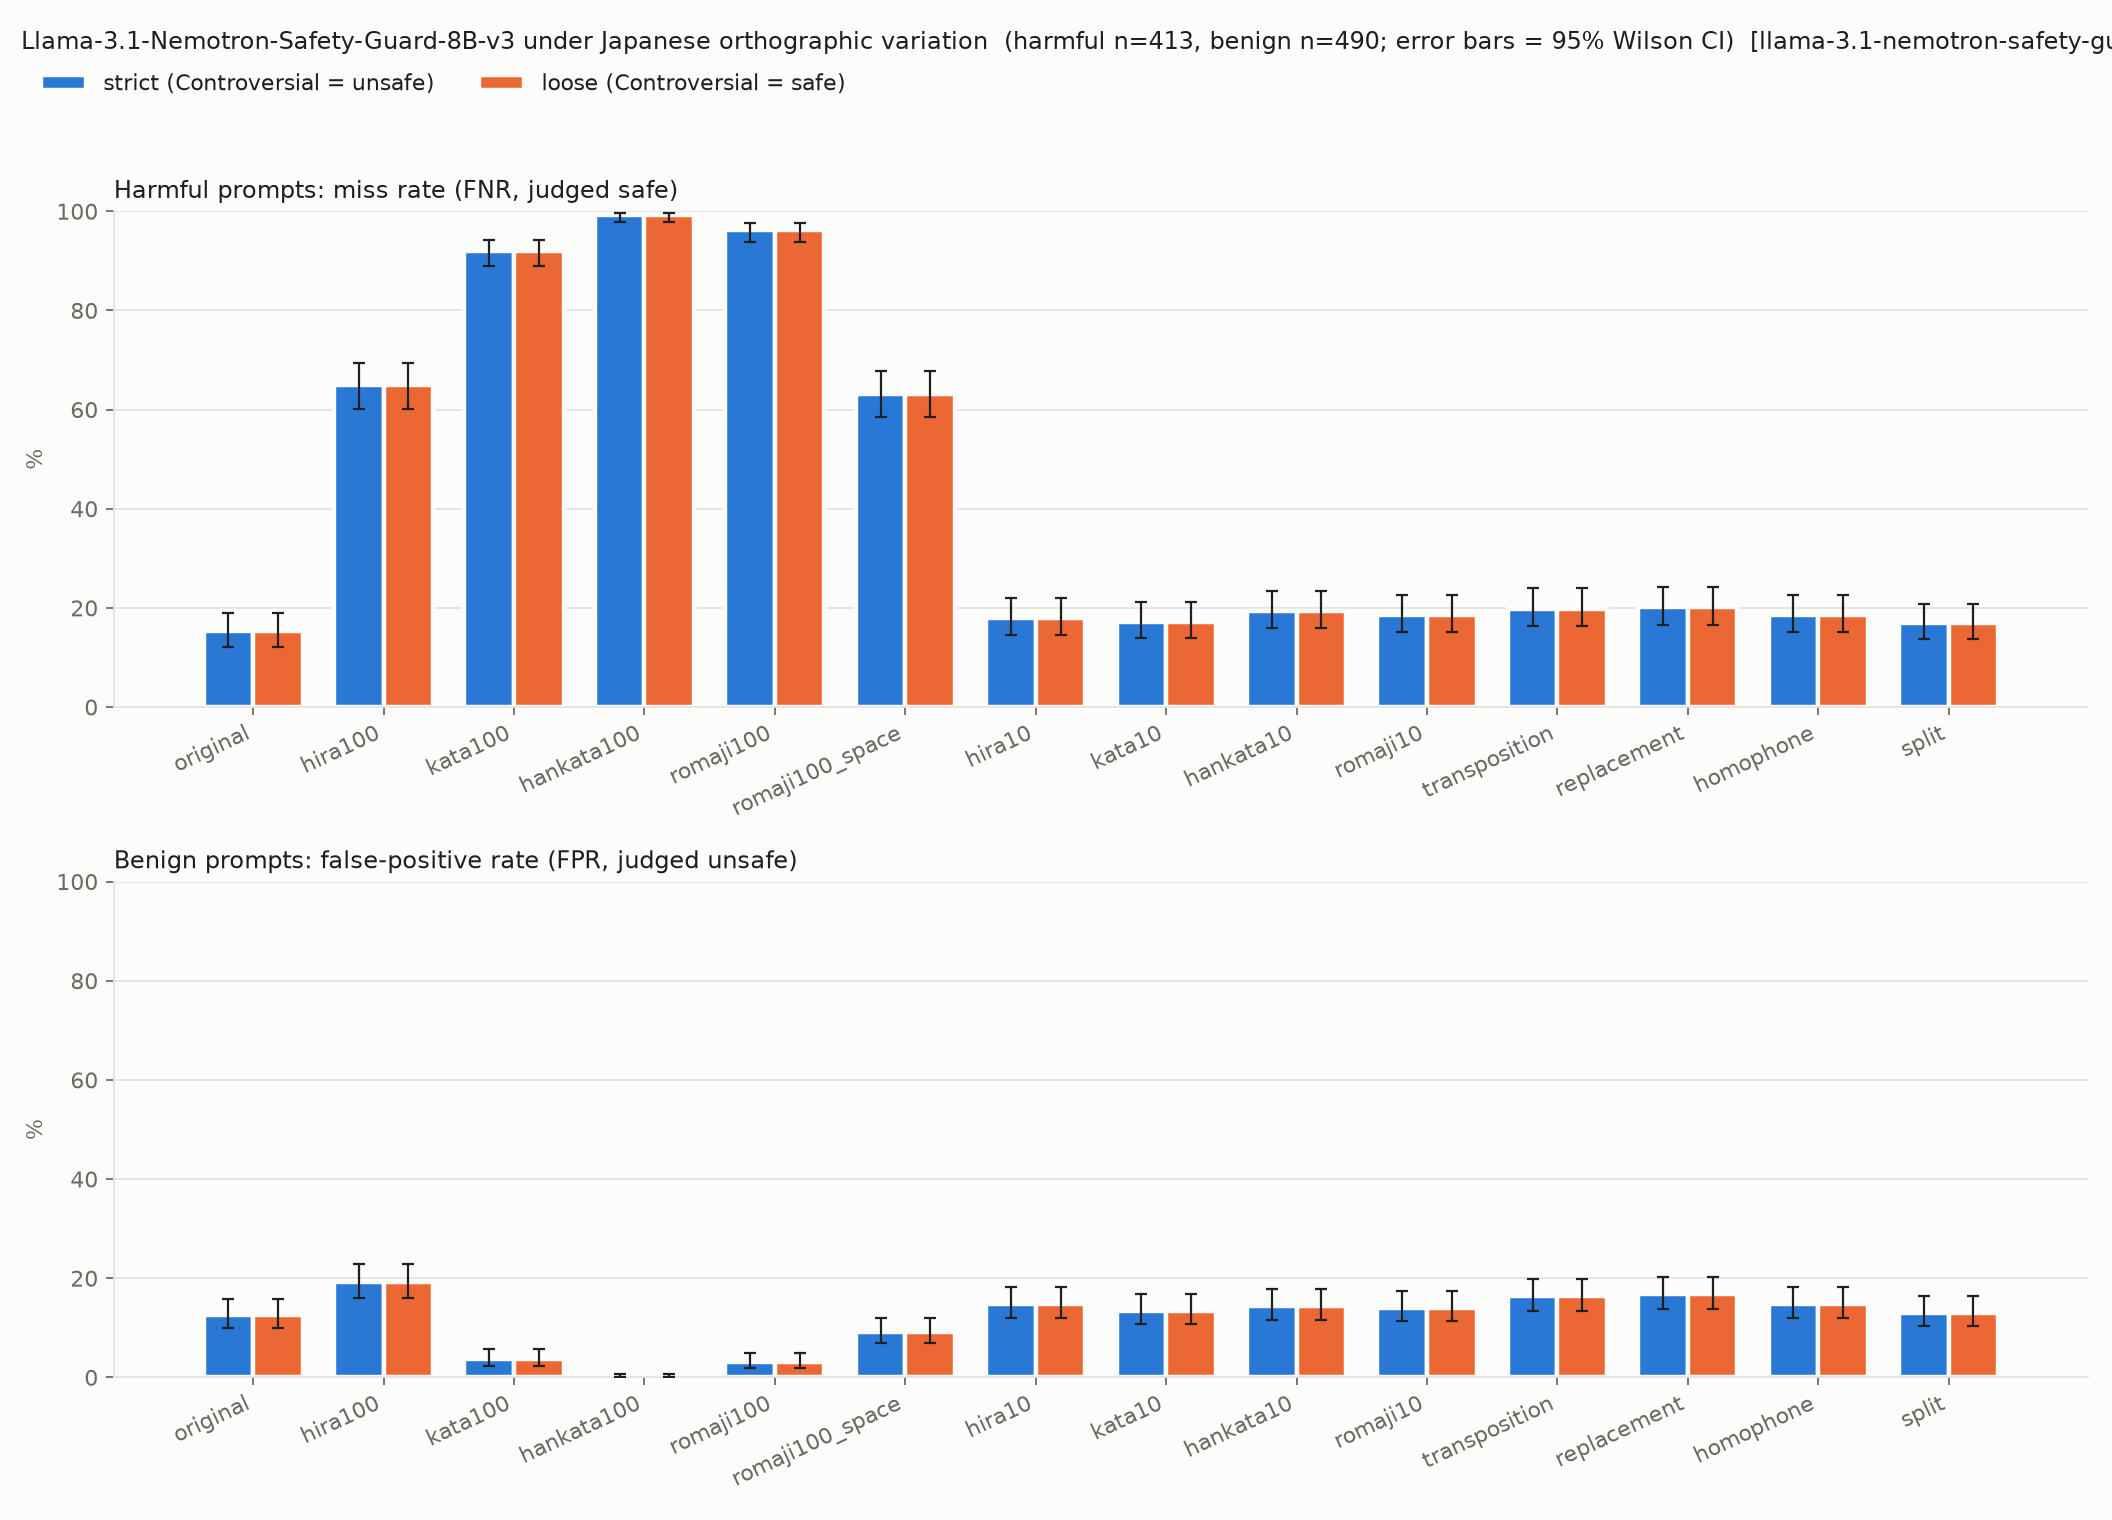 Llama-3.1-Nemotron-Safety-Guard-8B-v3 under Japanese orthographic variation (harmful n=413, benign n=490; error bars = 95% Wilson CI) [llama-3.1-nemotron-safety-gu
strict (Controversial = unsafe) loose (Controversial = safe)
Harmful prompts: miss rate (FNR, judged safe)
100
80
60
40
20
0
%
original hira100 kata100 hankata100 romaji100 romaji100_space hira10 kata10 hankata10 romaji10 transposition replacement homophone split
Benign prompts: false-positive rate (FPR, judged unsafe)
100
80
60
40
20
0
%
original hira100 kata100 hankata100 romaji100 romaji100_space hira10 kata10 hankata10 romaji10 transposition replacement homophone split